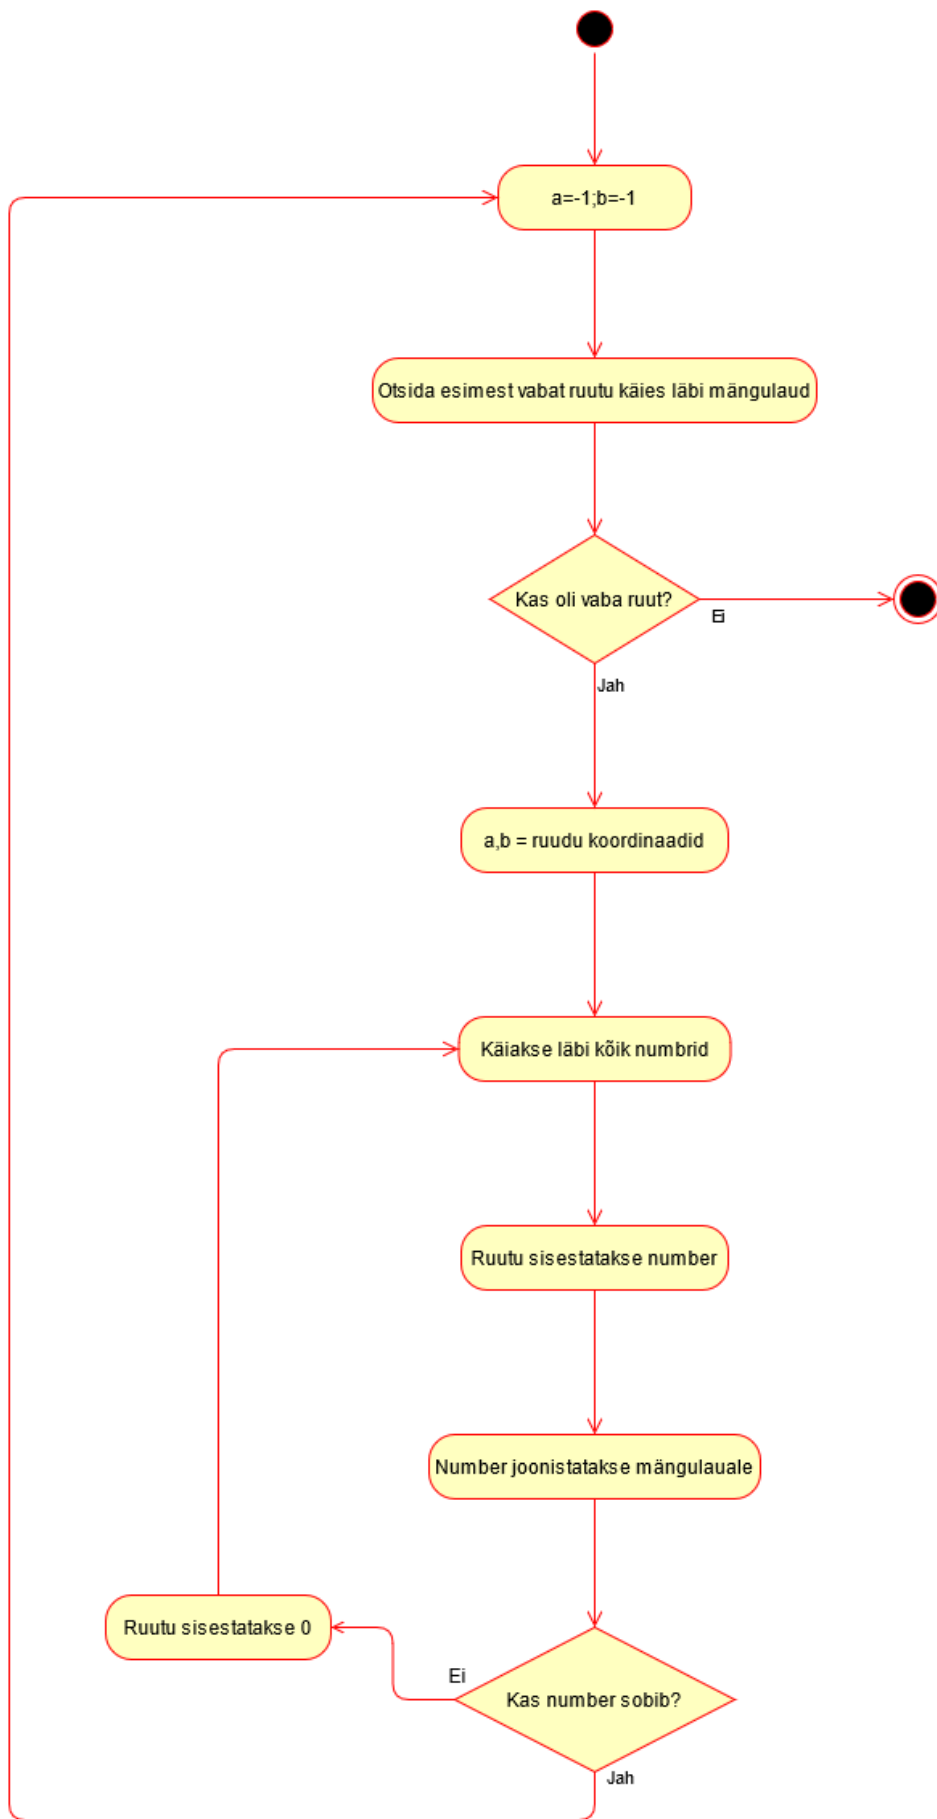 a=-1;b=-1
Otsida esimest vabat ruutu käies läbi mängulaud
Kas oli vaba ruut?
Ei
Jah
a,b = ruudu koordinaadid
Käiakse läbi kõik numbrid
Ruutu sisestatakse number
Number joonistatakse mängulauale
Ruutu sisestatakse 0
Ei
Kas number sobib?
Jah